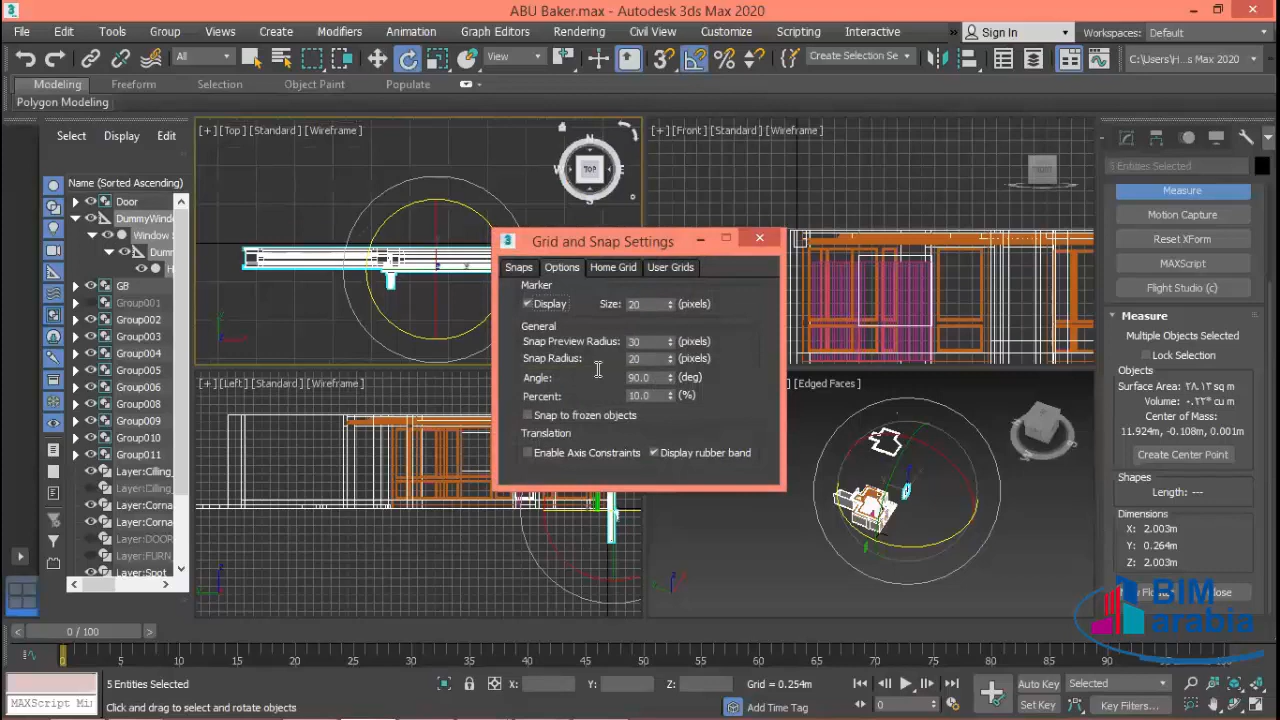 ABU Baker.max - Autodesk 3ds Max 2020
File Edit Tools Group Views Create Modifiers Animation Graph Editors Rendering Civil View Customize Scripting Interactive » Sign In Workspaces: Default
All View Create Selection Se C:\Users\H...s Max 2020
Modeling Freeform Selection Object Paint Populate
Polygon Modeling
Select Display Edit
Name (Sorted Ascending)
Door
DummyWind
Window
Dumm
H
GB
Group001
Group002
Group003
Group004
Group005
Group006
Group008
Group009
Group010
Group011
Layer:Cilling
Layer:Cilling
Layer:Corna
Layer:Corna
Layer:DOOR
Layer:FURN
Layer:Spot
[+] [Top] [Standard] [Wireframe]
N
W TOP E
[+] [Front] [Standard] [Wireframe]
[+] [Left] [Standard] [Wireframe]
[Edged Faces]
Grid and Snap Settings
Snaps Options Home Grid User Grids
Marker
Display Size: 20 (pixels)
General
Snap Preview Radius: 30 (pixels)
Snap Radius: 20 (pixels)
Angle: 90.0 (deg)
Percent: 10.0 (%)
Snap to frozen objects
Translation
Enable Axis Constraints Display rubber band
5 Entities Selected
Measure
Motion Capture
Reset XForm
MAXScript
Flight Studio (c)
Measure
Multiple Objects Selected
Lock Selection
Objects
Surface Area: ٢٨.١٣ sq m
Volume: ٠.٢٣ cu m
Center of Mass:
11.924m, -0.108m, 0.001m
Create Center Point
Shapes
Length: ---
Dimensions
X: 2.003m
Y: 0.264m
Z: 2.003m
BIM
arabia
< 0 / 100 >
0 5 10 15 20 25 30 35 40 45 50 55 60 65 70 75 80 85 90 95 100
5 Entities Selected X: Y: Z: Grid = 0.254m Auto Key Selected
MAXScript Mi Click and drag to select and rotate objects Add Time Tag 0 Set Key Key Filters...